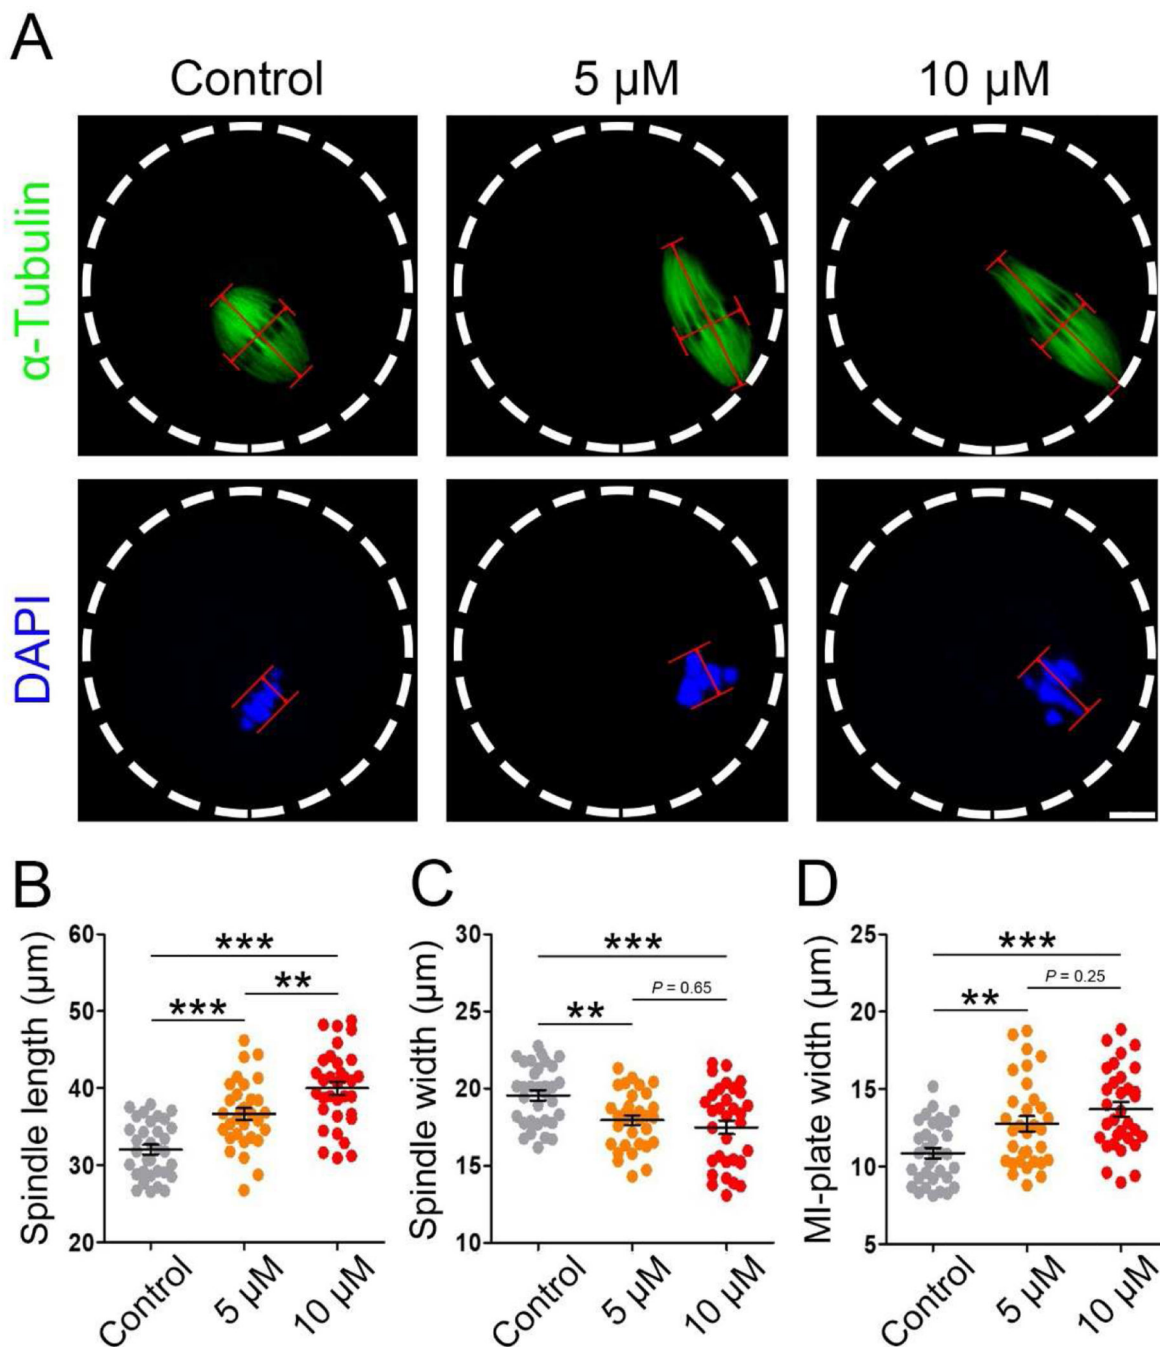 A
Control 5 µM 10 µM
α-Tubulin
DAPI
B C D
Spindle length (µm)
60
50
40
30
20
***
***
**
Control 5 µM 10 µM
Spindle width (µm)
30
25
20
15
10
***
P = 0.65
**
Control 5 µM 10 µM
MI-plate width (µm)
25
20
15
10
5
***
P = 0.25
**
Control 5 µM 10 µM